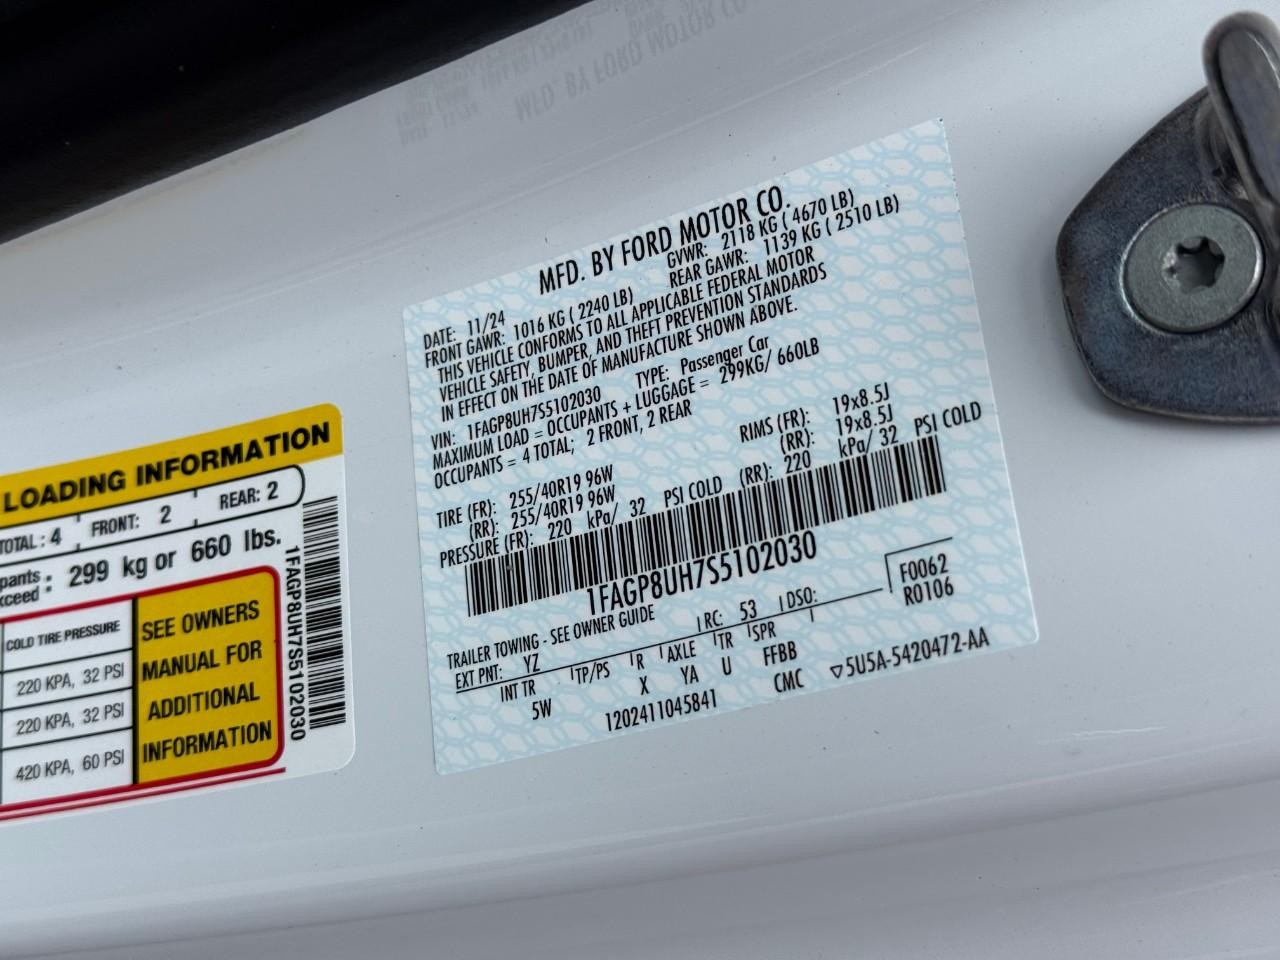 MFD. BY FORD MOTOR CO.
DATE: 11/24 GVWR: 2118 KG ( 4670 LB)
FRONT GAWR: 1016 KG ( 2240 LB) REAR GAWR: 1139 KG ( 2510 LB)
THIS VEHICLE CONFORMS TO ALL APPLICABLE FEDERAL MOTOR
VEHICLE SAFETY, BUMPER, AND THEFT PREVENTION STANDARDS
IN EFFECT ON THE DATE OF MANUFACTURE SHOWN ABOVE.
VIN: 1FAGP8UH7S5102030 TYPE: Passenger Car
MAXIMUM LOAD = OCCUPANTS + LUGGAGE = 299KG/ 660LB
OCCUPANTS = 4 TOTAL; 2 FRONT, 2 REAR
TIRE (FR): 255/40R19 96W RIMS (FR): 19x8.5J
(RR): 255/40R19 96W (RR): 19x8.5J
PRESSURE (FR): 220 kPa/ 32 PSI COLD (RR): 220 kPa/ 32 PSI COLD
1FAGP8UH7S5102030
TRAILER TOWING - SEE OWNER GUIDE
F0062
R0106
EXT PNT: YZ RC: 53 DSO:
INT TR TP/PS R AXLE TR SPR
5W X YA U FFBB
1202411045841 CMC ▽5U5A-5420472-AA
LOADING INFORMATION
TOTAL: 4 FRONT: 2 REAR: 2
pants : 299 kg or 660 lbs.
xceed :
COLD TIRE PRESSURE
220 KPA, 32 PSI
220 KPA, 32 PSI
420 KPA, 60 PSI
SEE OWNERS
MANUAL FOR
ADDITIONAL
INFORMATION
1FAGP8UH7S5102030